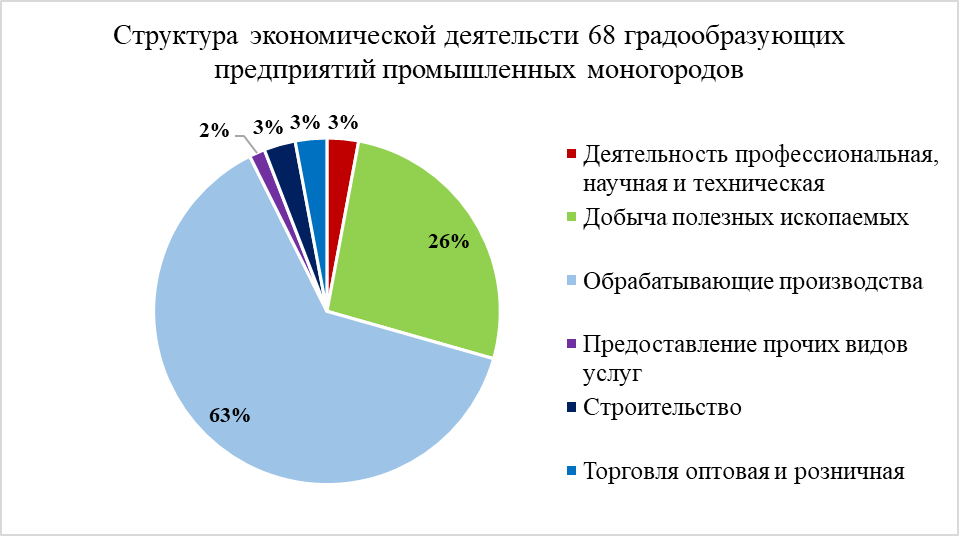 Структура экономической деятельсти 68 градообразующих
предприятий промышленных моногородов
2%
3%
3%
3%
26%
63%
Деятельность профессиональная,
научная и техническая
Добыча полезных ископаемых
Обрабатывающие производства
Предоставление прочих видов
услуг
Строительство
Торговля оптовая и розничная